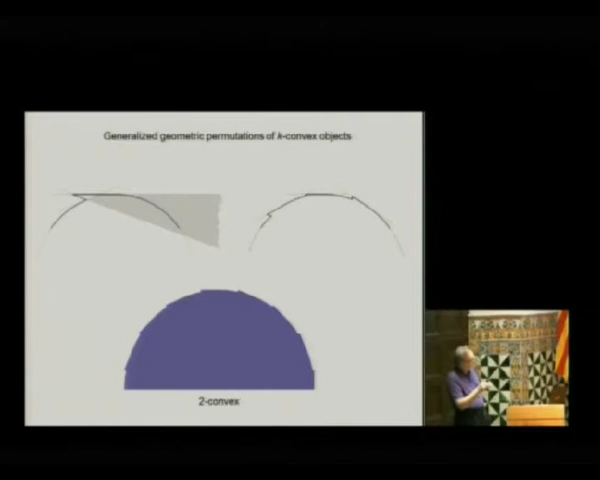 Generalized geometric permutations of k-convex objects
2-convex